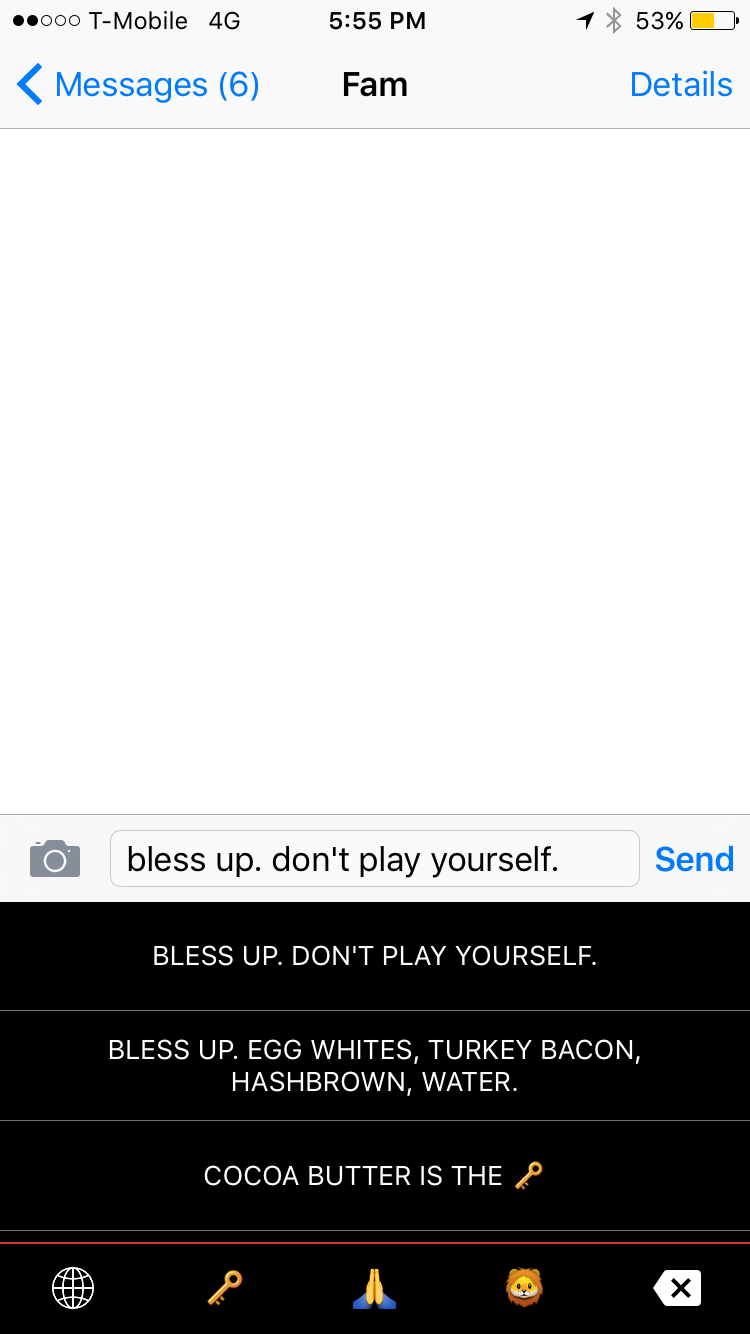 T-Mobile 4G 5:55 PM 53%
Messages (6) Fam Details
bless up. don't play yourself. Send
BLESS UP. DON'T PLAY YOURSELF.
BLESS UP. EGG WHITES, TURKEY BACON,
HASHBROWN, WATER.
COCOA BUTTER IS THE 🔑